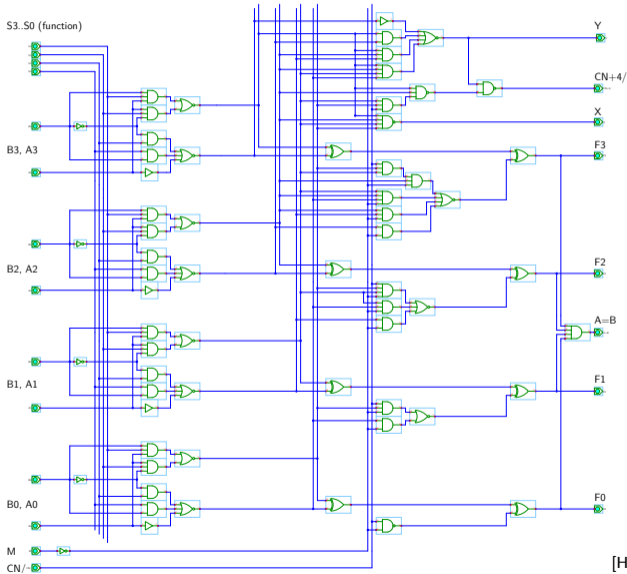 S3..S0 (function)
Y
CN+4/
X
B3, A3
F3
B2, A2
F2
A=B
B1, A1
F1
B0, A0
F0
M
CN/
[H